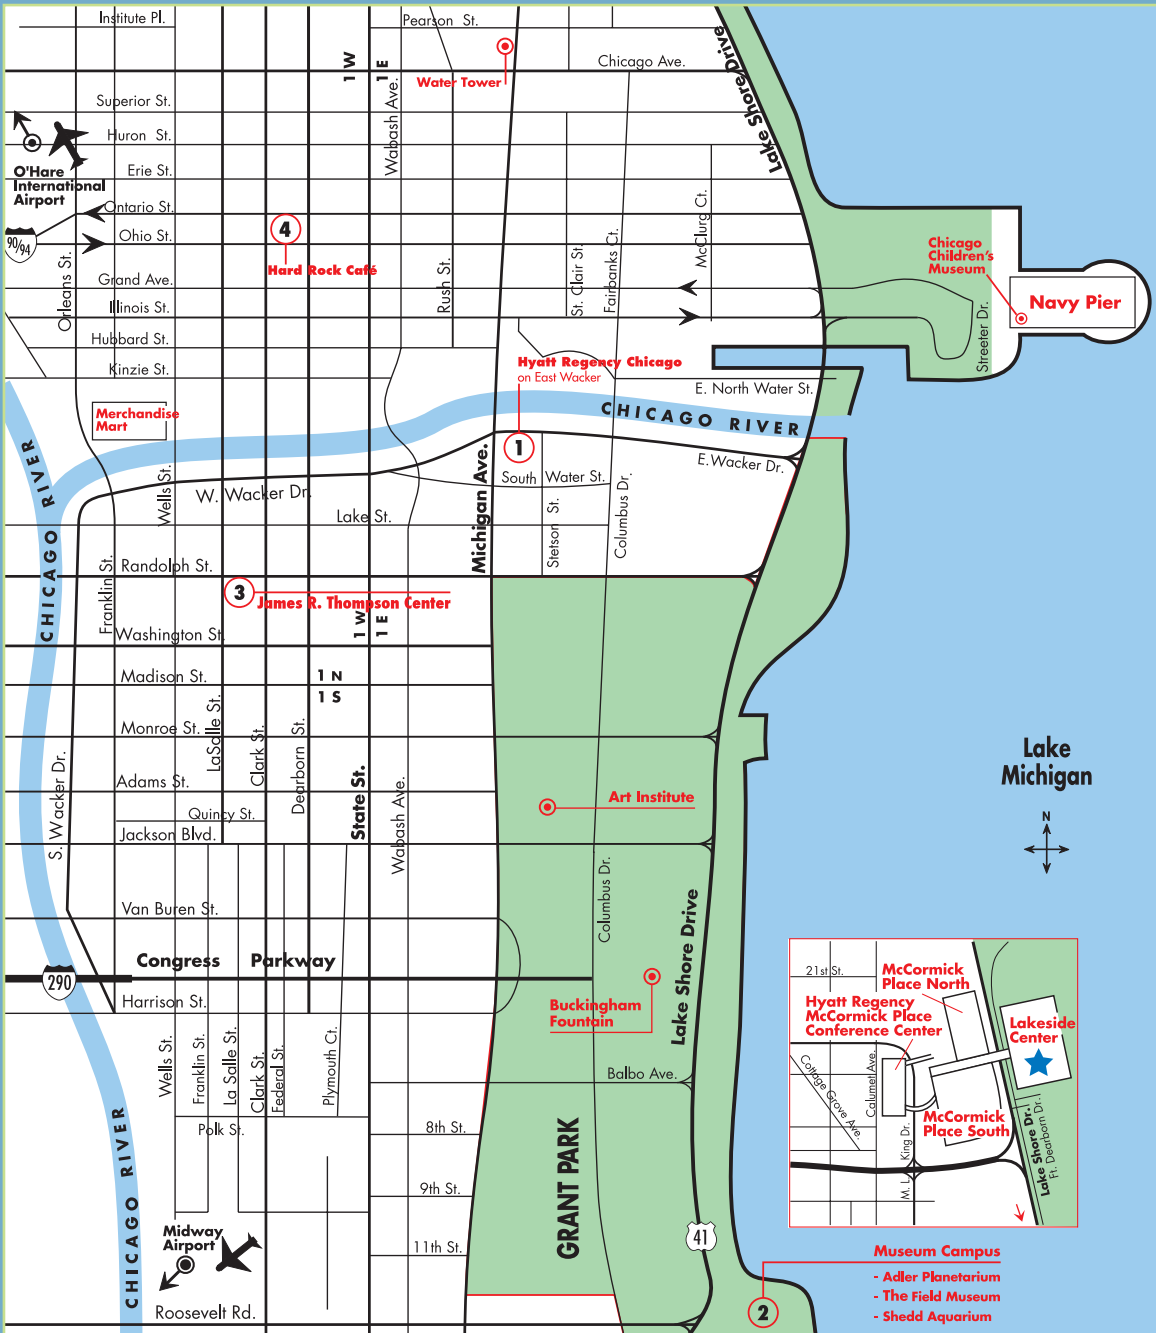 Institute Pl.
Pearson St.
1 W
1 E
Chicago Ave.
Water Tower
Lake Shore Drive
Superior St.
Wabash Ave.
Huron St.
O'Hare
International
Airport
Erie St.
Ontario St.
90/94
Ohio St.
4
Hard Rock Café
Orleans St.
Grand Ave.
Illinois St.
Hubbard St.
Kinzie St.
Rush St.
St. Clair St.
Fairbanks Ct.
McClurg Ct.
Chicago
Children's
Museum
Navy Pier
Streeter Dr.
Hyatt Regency Chicago
on East Wacker
E. North Water St.
Merchandise
Mart
CHICAGO RIVER
CHICAGO RIVER
1
E. Wacker Dr.
South Water St.
Michigan Ave.
Wells St.
W. Wacker Dr.
Lake St.
Stetson St.
Columbus Dr.
Franklin St.
Randolph St.
3
James R. Thompson Center
1 W
1 E
Washington St.
Madison St.
1 N
1 S
Monroe St.
LaSalle St.
Clark St.
Dearborn St.
State St.
Wabash Ave.
S. Wacker Dr.
Adams St.
Quincy St.
Jackson Blvd.
Art Institute
Lake
Michigan
N
Columbus Dr.
Lake Shore Drive
Van Buren St.
Congress Parkway
290
Harrison St.
Buckingham
Fountain
Wells St.
Franklin St.
La Salle St.
Clark St.
Federal St.
Plymouth Ct.
Balbo Ave.
Polk St.
8th St.
9th St.
11th St.
GRANT PARK
41
CHICAGO RIVER
Midway
Airport
Roosevelt Rd.
21st St.
McCormick
Place North
Hyatt Regency
McCormick Place
Conference Center
Lakeside
Center
Cottage Grove Ave.
Calumet Ave.
McCormick
Place South
M. L. King Dr.
Lake Shore Dr.
Ft. Dearborn Dr.
2
Museum Campus
- Adler Planetarium
- The Field Museum
- Shedd Aquarium